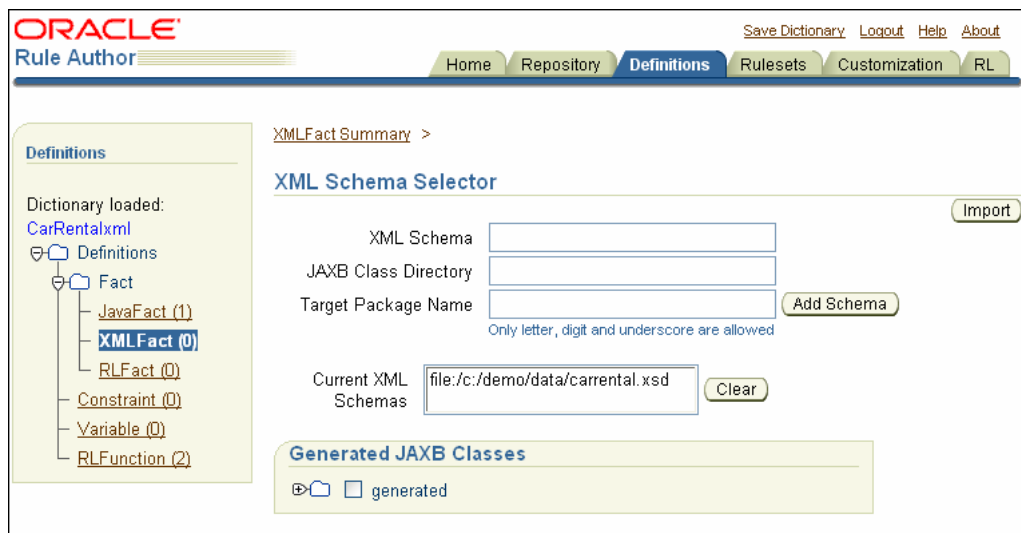 ORACLE
Rule Author
Save Dictionary Logout Help About
Home Repository Definitions Rulesets Customization RL
Definitions
Dictionary loaded:
CarRentalxml
Definitions
Fact
JavaFact (1)
XMLFact (0)
RLFact (0)
Constraint (0)
Variable (0)
RLFunction (2)
XMLFact Summary >
XML Schema Selector
Import
XML Schema
JAXB Class Directory
Target Package Name
Add Schema
Only letter, digit and underscore are allowed
Current XML
Schemas
file:/c:/demo/data/carrental.xsd
Clear
Generated JAXB Classes
generated